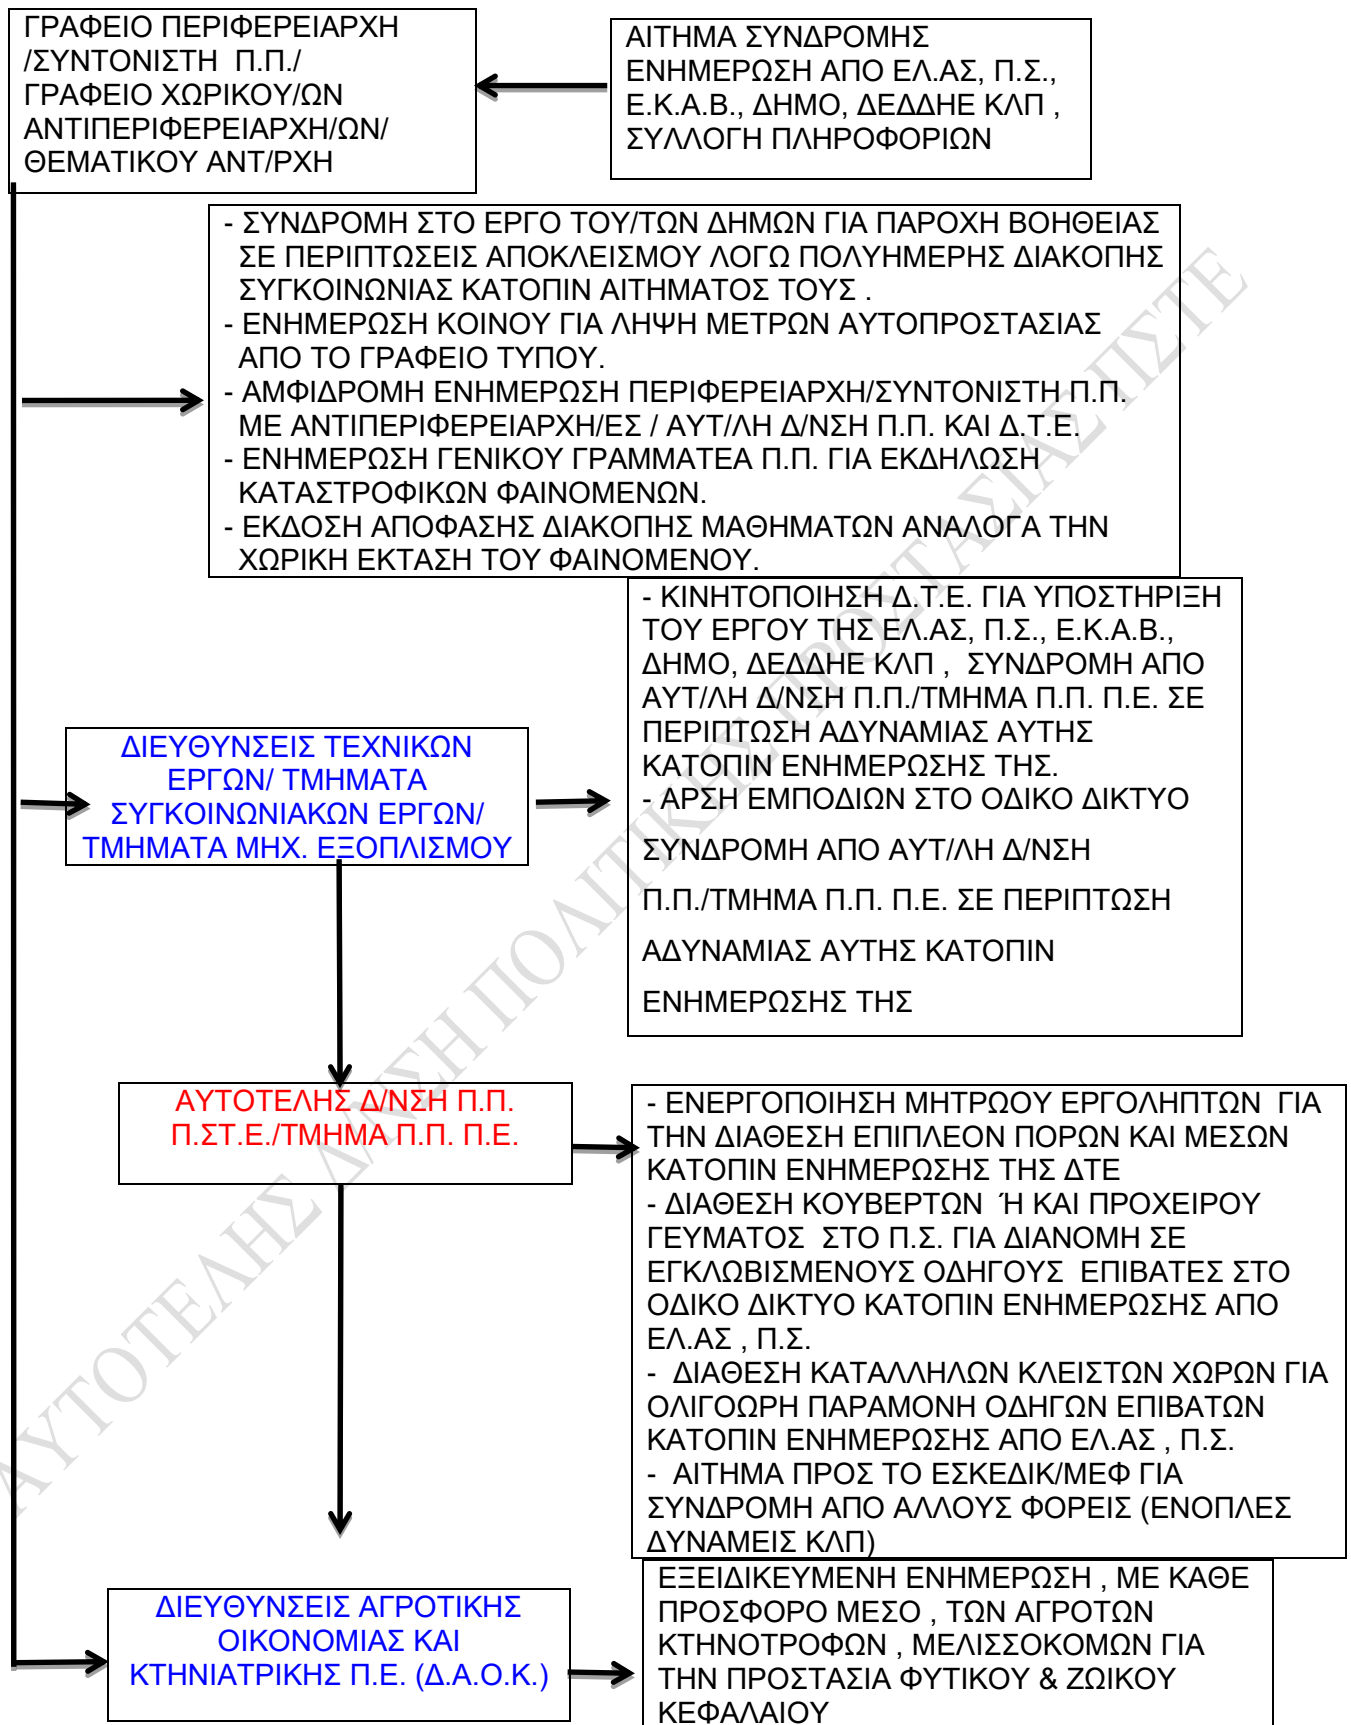 ΓΡΑΦΕΙΟ ΠΕΡΙΦΕΡΕΙΑΡΧΗ
/ΣΥΝΤΟΝΙΣΤΗ Π.Π./
ΓΡΑΦΕΙΟ ΧΩΡΙΚΟΥ/ΩΝ
ΑΝΤΙΠΕΡΙΦΕΡΕΙΑΡΧΗ/ΩΝ/
ΘΕΜΑΤΙΚΟΥ ΑΝΤ/ΡΧΗ
ΑΙΤΗΜΑ ΣΥΝΔΡΟΜΗΣ
ΕΝΗΜΕΡΩΣΗ ΑΠΟ ΕΛ.ΑΣ, Π.Σ.,
Ε.Κ.Α.Β., ΔΗΜΟ, ΔΕΔΔΗΕ ΚΛΠ ,
ΣΥΛΛΟΓΗ ΠΛΗΡΟΦΟΡΙΩΝ
- ΣΥΝΔΡΟΜΗ ΣΤΟ ΕΡΓΟ ΤΟΥ/ΤΩΝ ΔΗΜΩΝ ΓΙΑ ΠΑΡΟΧΗ ΒΟΗΘΕΙΑΣ
ΣΕ ΠΕΡΙΠΤΩΣΕΙΣ ΑΠΟΚΛΕΙΣΜΟΥ ΛΟΓΩ ΠΟΛΥΗΜΕΡΗΣ ΔΙΑΚΟΠΗΣ
ΣΥΓΚΟΙΝΩΝΙΑΣ ΚΑΤΟΠΙΝ ΑΙΤΗΜΑΤΟΣ ΤΟΥΣ .
- ΕΝΗΜΕΡΩΣΗ ΚΟΙΝΟΥ ΓΙΑ ΛΗΨΗ ΜΕΤΡΩΝ ΑΥΤΟΠΡΟΣΤΑΣΙΑΣ
ΑΠΟ ΤΟ ΓΡΑΦΕΙΟ ΤΥΠΟΥ.
- ΑΜΦΙΔΡΟΜΗ ΕΝΗΜΕΡΩΣΗ ΠΕΡΙΦΕΡΕΙΑΡΧΗ/ΣΥΝΤΟΝΙΣΤΗ Π.Π.
ΜΕ ΑΝΤΙΠΕΡΙΦΕΡΕΙΑΡΧΗ/ΕΣ / ΑΥΤ/ΛΗ Δ/ΝΣΗ Π.Π. ΚΑΙ Δ.Τ.Ε.
- ΕΝΗΜΕΡΩΣΗ ΓΕΝΙΚΟΥ ΓΡΑΜΜΑΤΕΑ Π.Π. ΓΙΑ ΕΚΔΗΛΩΣΗ
ΚΑΤΑΣΤΡΟΦΙΚΩΝ ΦΑΙΝΟΜΕΝΩΝ.
- ΕΚΔΟΣΗ ΑΠΟΦΑΣΗΣ ΔΙΑΚΟΠΗΣ ΜΑΘΗΜΑΤΩΝ ΑΝΑΛΟΓΑ ΤΗΝ
ΧΩΡΙΚΗ ΕΚΤΑΣΗ ΤΟΥ ΦΑΙΝΟΜΕΝΟΥ.
ΔΙΕΥΘΥΝΣΕΙΣ ΤΕΧΝΙΚΩΝ
ΕΡΓΩΝ/ ΤΜΗΜΑΤΑ
ΣΥΓΚΟΙΝΩΝΙΑΚΩΝ ΕΡΓΩΝ/
ΤΜΗΜΑΤΑ ΜΗΧ. ΕΞΟΠΛΙΣΜΟΥ
- ΚΙΝΗΤΟΠΟΙΗΣΗ Δ.Τ.Ε. ΓΙΑ ΥΠΟΣΤΗΡΙΞΗ
ΤΟΥ ΕΡΓΟΥ ΤΗΣ ΕΛ.ΑΣ, Π.Σ., Ε.Κ.Α.Β.,
ΔΗΜΟ, ΔΕΔΔΗΕ ΚΛΠ , ΣΥΝΔΡΟΜΗ ΑΠΟ
ΑΥΤ/ΛΗ Δ/ΝΣΗ Π.Π./ΤΜΗΜΑ Π.Π. Π.Ε. ΣΕ
ΠΕΡΙΠΤΩΣΗ ΑΔΥΝΑΜΙΑΣ ΑΥΤΗΣ
ΚΑΤΟΠΙΝ ΕΝΗΜΕΡΩΣΗΣ ΤΗΣ.
- ΑΡΣΗ ΕΜΠΟΔΙΩΝ ΣΤΟ ΟΔΙΚΟ ΔΙΚΤΥΟ
ΣΥΝΔΡΟΜΗ ΑΠΟ ΑΥΤ/ΛΗ Δ/ΝΣΗ
Π.Π./ΤΜΗΜΑ Π.Π. Π.Ε. ΣΕ ΠΕΡΙΠΤΩΣΗ
ΑΔΥΝΑΜΙΑΣ ΑΥΤΗΣ ΚΑΤΟΠΙΝ
ΕΝΗΜΕΡΩΣΗΣ ΤΗΣ
ΑΥΤΟΤΕΛΗΣ Δ/ΝΣΗ Π.Π.
Π.ΣΤ.Ε./ΤΜΗΜΑ Π.Π. Π.Ε.
- ΕΝΕΡΓΟΠΟΙΗΣΗ ΜΗΤΡΩΟΥ ΕΡΓΟΛΗΠΤΩΝ ΓΙΑ
ΤΗΝ ΔΙΑΘΕΣΗ ΕΠΙΠΛΕΟΝ ΠΟΡΩΝ ΚΑΙ ΜΕΣΩΝ
ΚΑΤΟΠΙΝ ΕΝΗΜΕΡΩΣΗΣ ΤΗΣ ΔΤΕ
- ΔΙΑΘΕΣΗ ΚΟΥΒΕΡΤΩΝ Ή ΚΑΙ ΠΡΟΧΕΙΡΟΥ
ΓΕΥΜΑΤΟΣ ΣΤΟ Π.Σ. ΓΙΑ ΔΙΑΝΟΜΗ ΣΕ
ΕΓΚΛΩΒΙΣΜΕΝΟΥΣ ΟΔΗΓΟΥΣ ΕΠΙΒΑΤΕΣ ΣΤΟ
ΟΔΙΚΟ ΔΙΚΤΥΟ ΚΑΤΟΠΙΝ ΕΝΗΜΕΡΩΣΗΣ ΑΠΟ
ΕΛ.ΑΣ , Π.Σ.
- ΔΙΑΘΕΣΗ ΚΑΤΑΛΛΗΛΩΝ ΚΛΕΙΣΤΩΝ ΧΩΡΩΝ ΓΙΑ
ΟΛΙΓΟΩΡΗ ΠΑΡΑΜΟΝΗ ΟΔΗΓΩΝ ΕΠΙΒΑΤΩΝ
ΚΑΤΟΠΙΝ ΕΝΗΜΕΡΩΣΗΣ ΑΠΟ ΕΛ.ΑΣ , Π.Σ.
- ΑΙΤΗΜΑ ΠΡΟΣ ΤΟ ΕΣΚΕΔΙΚ/ΜΕΦ ΓΙΑ
ΣΥΝΔΡΟΜΗ ΑΠΟ ΑΛΛΟΥΣ ΦΟΡΕΙΣ (ΕΝΟΠΛΕΣ
ΔΥΝΑΜΕΙΣ ΚΛΠ)
ΔΙΕΥΘΥΝΣΕΙΣ ΑΓΡΟΤΙΚΗΣ
ΟΙΚΟΝΟΜΙΑΣ ΚΑΙ
ΚΤΗΝΙΑΤΡΙΚΗΣ Π.Ε. (Δ.Α.Ο.Κ.)
ΕΞΕΙΔΙΚΕΥΜΕΝΗ ΕΝΗΜΕΡΩΣΗ , ΜΕ ΚΑΘΕ
ΠΡΟΣΦΟΡΟ ΜΕΣΟ , ΤΩΝ ΑΓΡΟΤΩΝ
ΚΤΗΝΟΤΡΟΦΩΝ , ΜΕΛΙΣΣΟΚΟΜΩΝ ΓΙΑ
ΤΗΝ ΠΡΟΣΤΑΣΙΑ ΦΥΤΙΚΟΥ & ΖΩΙΚΟΥ
ΚΕΦΑΛΑΙΟΥ
ΑΥΤΟΤΕΛΗΣ Δ/ΝΣΗ ΠΟΛΙΤΙΚΗΣ ΠΡΟΣΤΑΣΙΑΣ ΠΣΤΕ